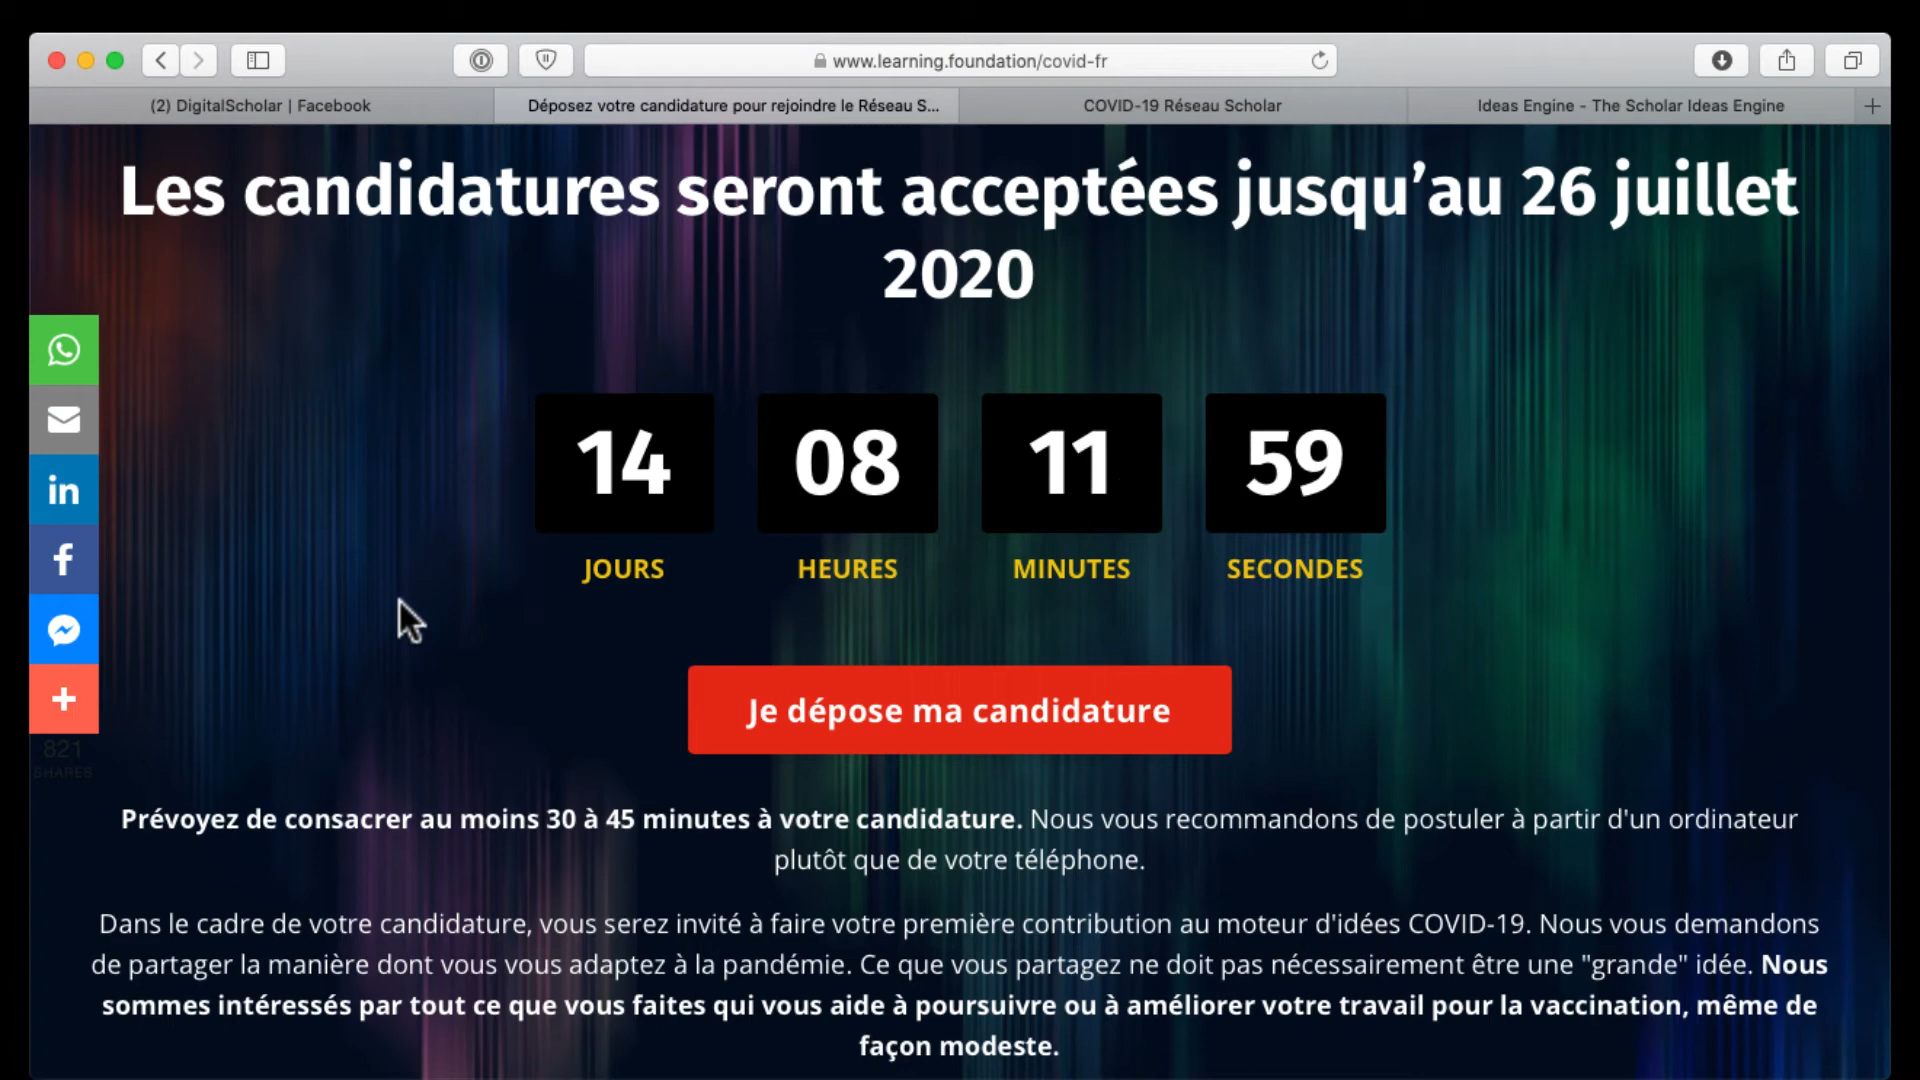 www.learning.foundation/covid-fr
(2) DigitalScholar | Facebook
Déposez votre candidature pour rejoindre le Réseau S...
COVID-19 Réseau Scholar
Ideas Engine - The Scholar Ideas Engine
Les candidatures seront acceptées jusqu’au 26 juillet
2020
14 08 11 59
JOURS HEURES MINUTES SECONDES
Je dépose ma candidature
821
SHARES
Prévoyez de consacrer au moins 30 à 45 minutes à votre candidature. Nous vous recommandons de postuler à partir d'un ordinateur
plutôt que de votre téléphone.
Dans le cadre de votre candidature, vous serez invité à faire votre première contribution au moteur d'idées COVID-19. Nous vous demandons
de partager la manière dont vous vous adaptez à la pandémie. Ce que vous partagez ne doit pas nécessairement être une "grande" idée. Nous
sommes intéressés par tout ce que vous faites qui vous aide à poursuivre ou à améliorer votre travail pour la vaccination, même de
façon modeste.